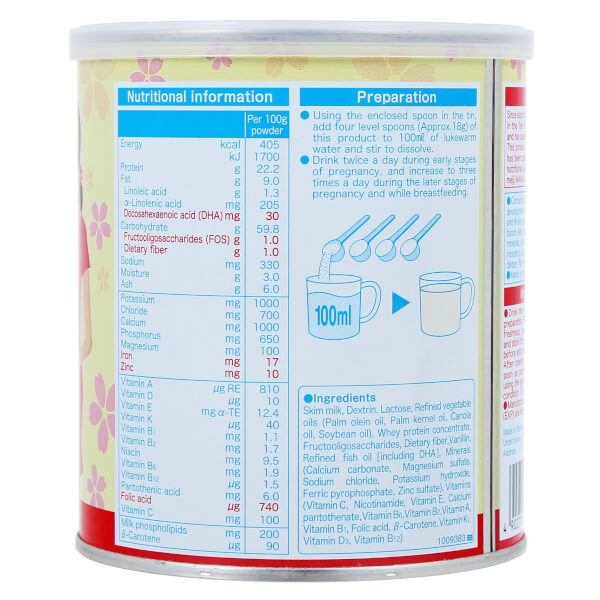 Nutritional information
Per 100g
powder
Energy kcal 405
kJ 1700
Protein g 22.2
Fat g 9.0
Linoleic acid g 1.3
α-Linolenic acid mg 205
Docosahexaenoic acid (DHA) mg 30
Carbohydrate g 59.8
Fructooligosaccharides (FOS) g 1.0
Dietary fiber g 1.0
Sodium mg 330
Moisture g 3.0
Ash g 6.0
Potassium mg 1000
Chloride mg 700
Calcium mg 1000
Phosphorus mg 650
Magnesium mg 100
Iron mg 17
Zinc mg 10
Vitamin A μg RE 810
Vitamin D μg 10
Vitamin E mg α-TE 12.4
Vitamin K μg 40
Vitamin B1 mg 1.1
Vitamin B2 mg 1.7
Niacin mg 9.5
Vitamin B6 mg 1.9
Vitamin B12 μg 1.5
Pantothenic acid mg 6.0
Folic acid μg 740
Vitamin C mg 100
Milk phospholipids mg 200
β-Carotene μg 90
Preparation
● Using the enclosed spoon in the tin,
add four level spoons (Approx.18g) of
this product to 100ml of lukewarm
water and stir to dissolve.
● Drink twice a day during early stages
of pregnancy, and increase to three
times a day during the later stages of
pregnancy and while breastfeeding.
100ml
●Ingredients
Skim milk, Dextrin, Lactose, Refined vegetable
oils (Palm olein oil, Palm kernel oil, Canola
oil, Soybean oil), Whey protein concentrate,
Fructooligosaccharides, Dietary fiber,Vanillin,
Refined fish oil [including DHA], Minerals
(Calcium carbonate, Magnesium sulfate,
Sodium chloride, Potassium hydroxide,
Ferric pyrophosphate, Zinc sulfate), Vitamins
(Vitamin C, Nicotinamide, Vitamin E, Calcium
pantothenate, Vitamin B6, Vitamin B2, Vitamin A,
Vitamin B1, Folic acid, β-Carotene, Vitamin K1,
Vitamin D3, Vitamin B12)
1009383